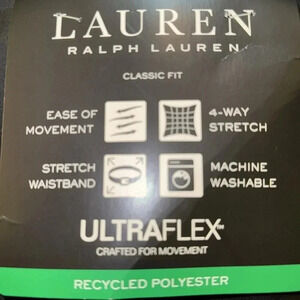 LAUREN
RALPH LAUREN
CLASSIC FIT
EASE OF
MOVEMENT
4-WAY
STRETCH
STRETCH
WAISTBAND
MACHINE
WASHABLE
ULTRAFLEX™
CRAFTED FOR MOVEMENT
RECYCLED POLYESTER